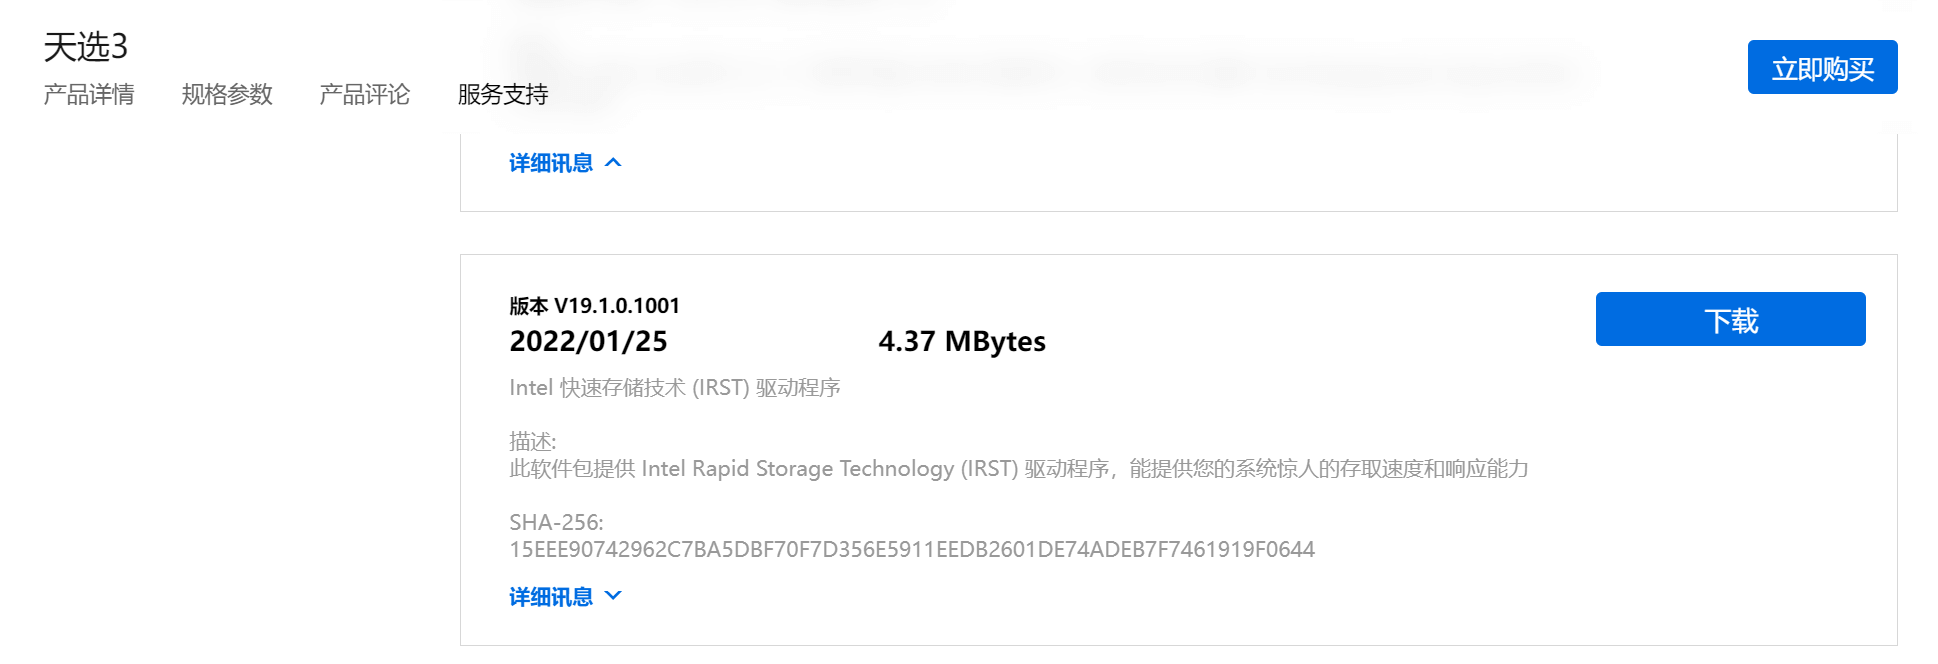 天选3
立即购买
产品详情 规格参数 产品评论 服务支持
详细讯息
版本 V19.1.0.1001
2022/01/25 4.37 MBytes
下载
Intel 快速存储技术 (IRST) 驱动程序
描述:
此软件包提供 Intel Rapid Storage Technology (IRST) 驱动程序，能提供您的系统惊人的存取速度和响应能力
SHA-256:
15EEE90742962C7BA5DBF70F7D356E5911EEDB2601DE74ADEB7F7461919F0644
详细讯息